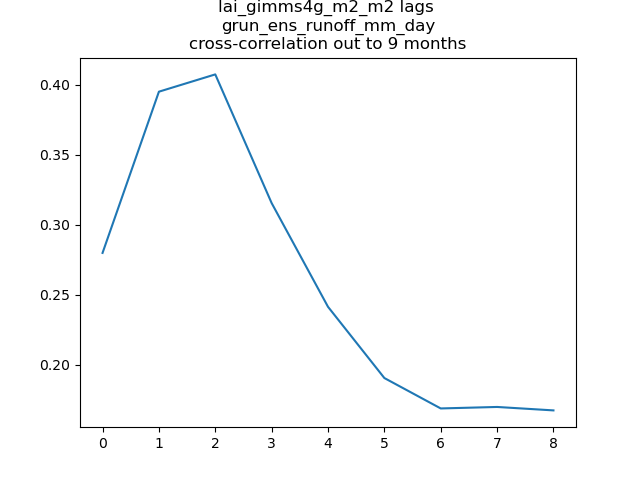 lai_gimms4g_m2_m2 lags
grun_ens_runoff_mm_day
cross-correlation out to 9 months
0.40
0.35
0.30
0.25
0.20
0 1 2 3 4 5 6 7 8